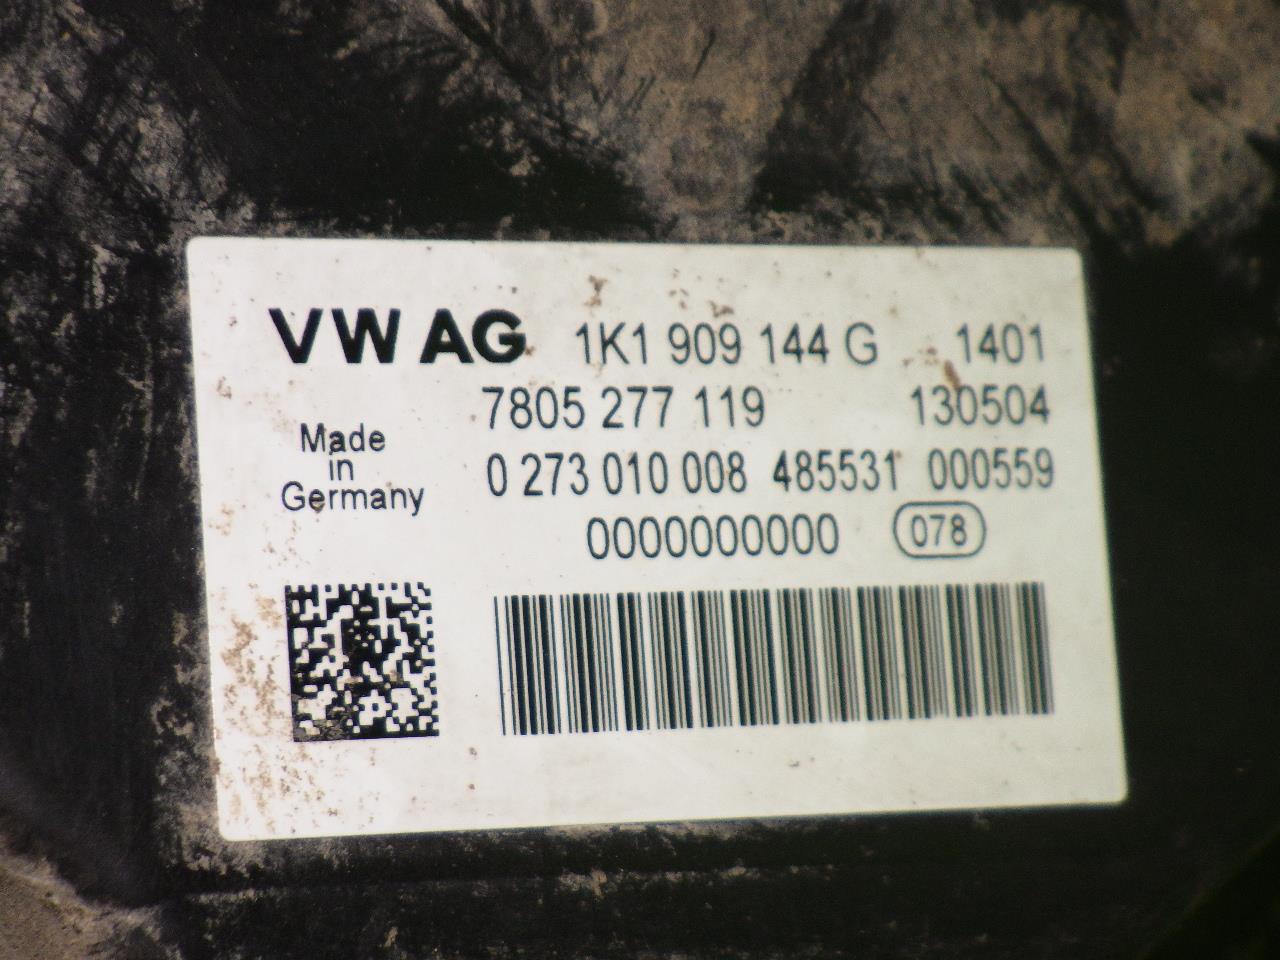 VW AG 1K1 909 144 G 1401
7805 277 119 130504
Made
in
Germany
0 273 010 008 485531 000559
0000000000 078